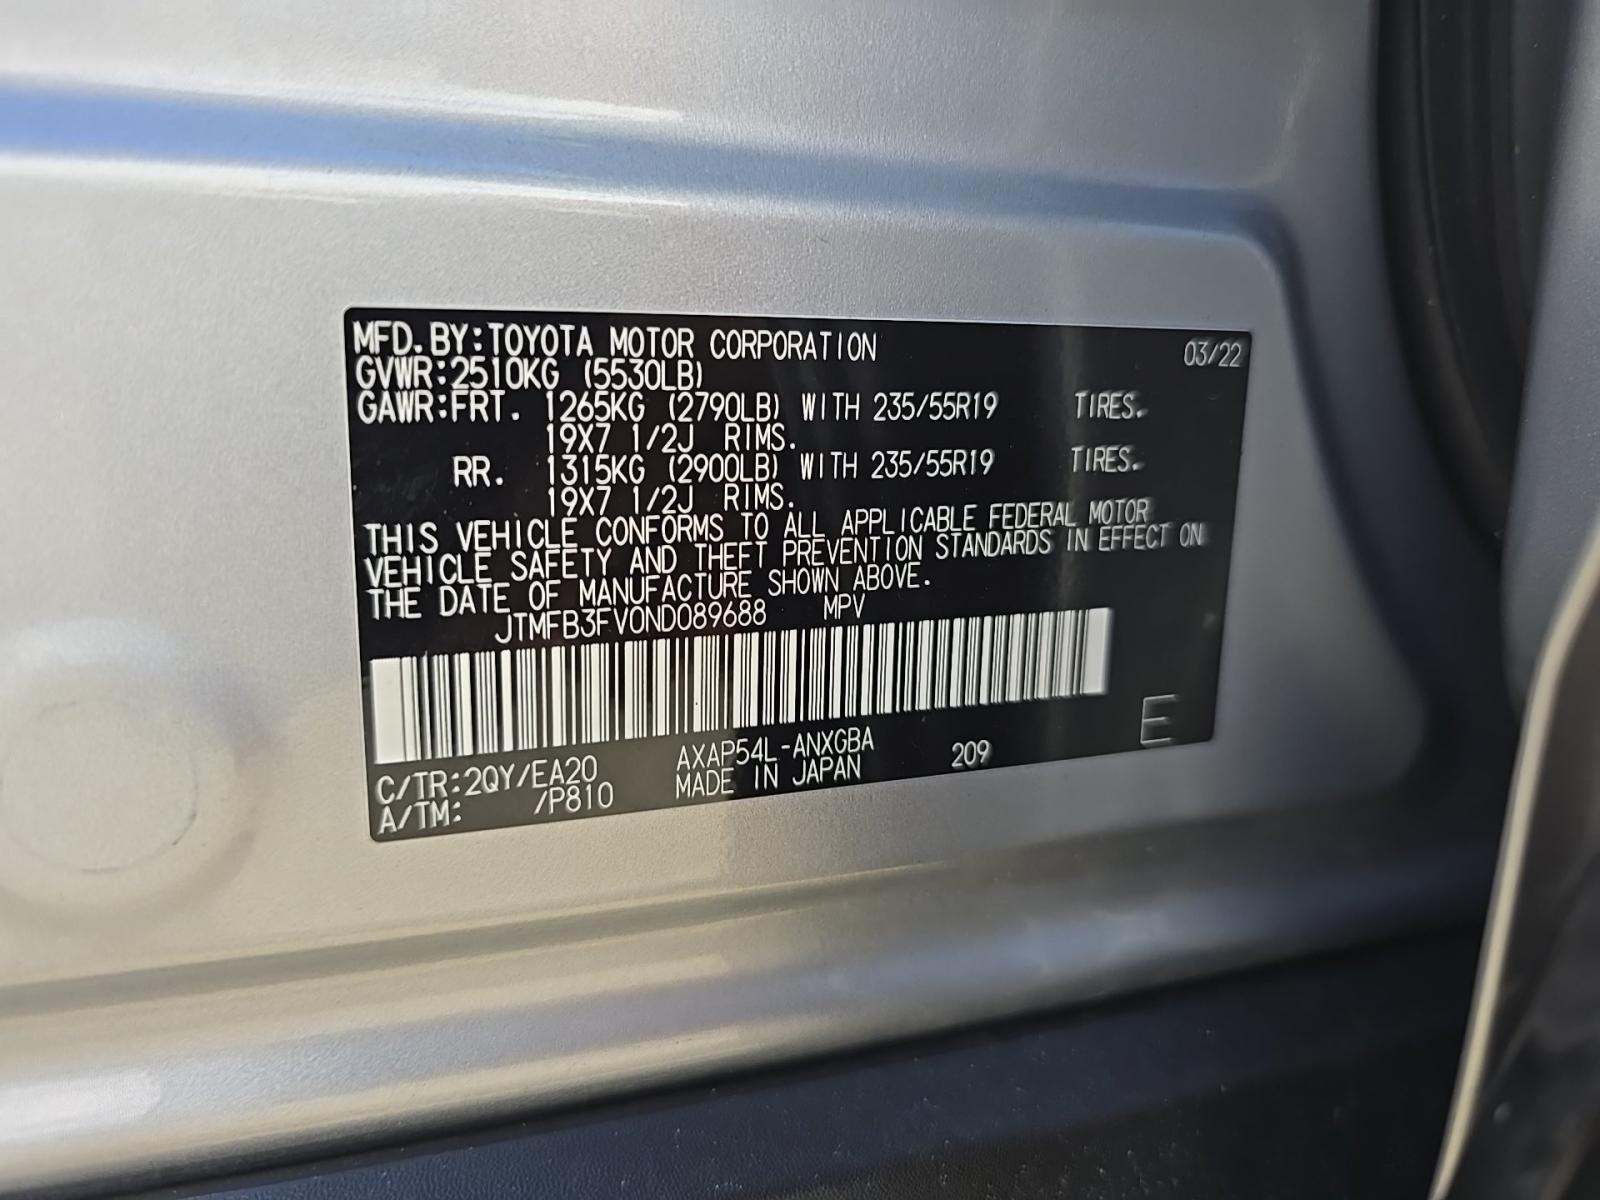 MFD. BY: TOYOTA MOTOR CORPORATION 03/22
GVWR: 2510KG (5530LB)
GAWR: FRT. 1265KG (2790LB) WITH 235/55R19 TIRES.
19X7 1/2J RIMS.
RR. 1315KG (2900LB) WITH 235/55R19 TIRES.
19X7 1/2J RIMS.
THIS VEHICLE CONFORMS TO ALL APPLICABLE FEDERAL MOTOR
VEHICLE SAFETY AND THEFT PREVENTION STANDARDS IN EFFECT ON
THE DATE OF MANUFACTURE SHOWN ABOVE.
JTMFB3FV0ND089688 MPV
C/TR: 2QY/EA20 AXAP54L-ANXGBA 209 E
A/TM: /P810 MADE IN JAPAN